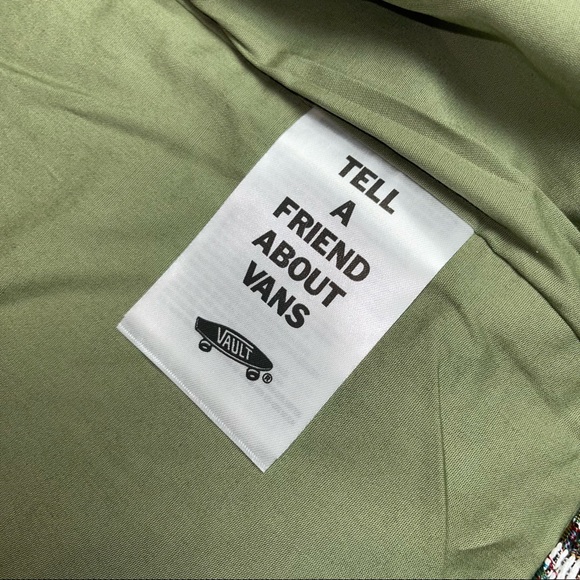 TELL
A
FRIEND
ABOUT
VANS
VAULT
®